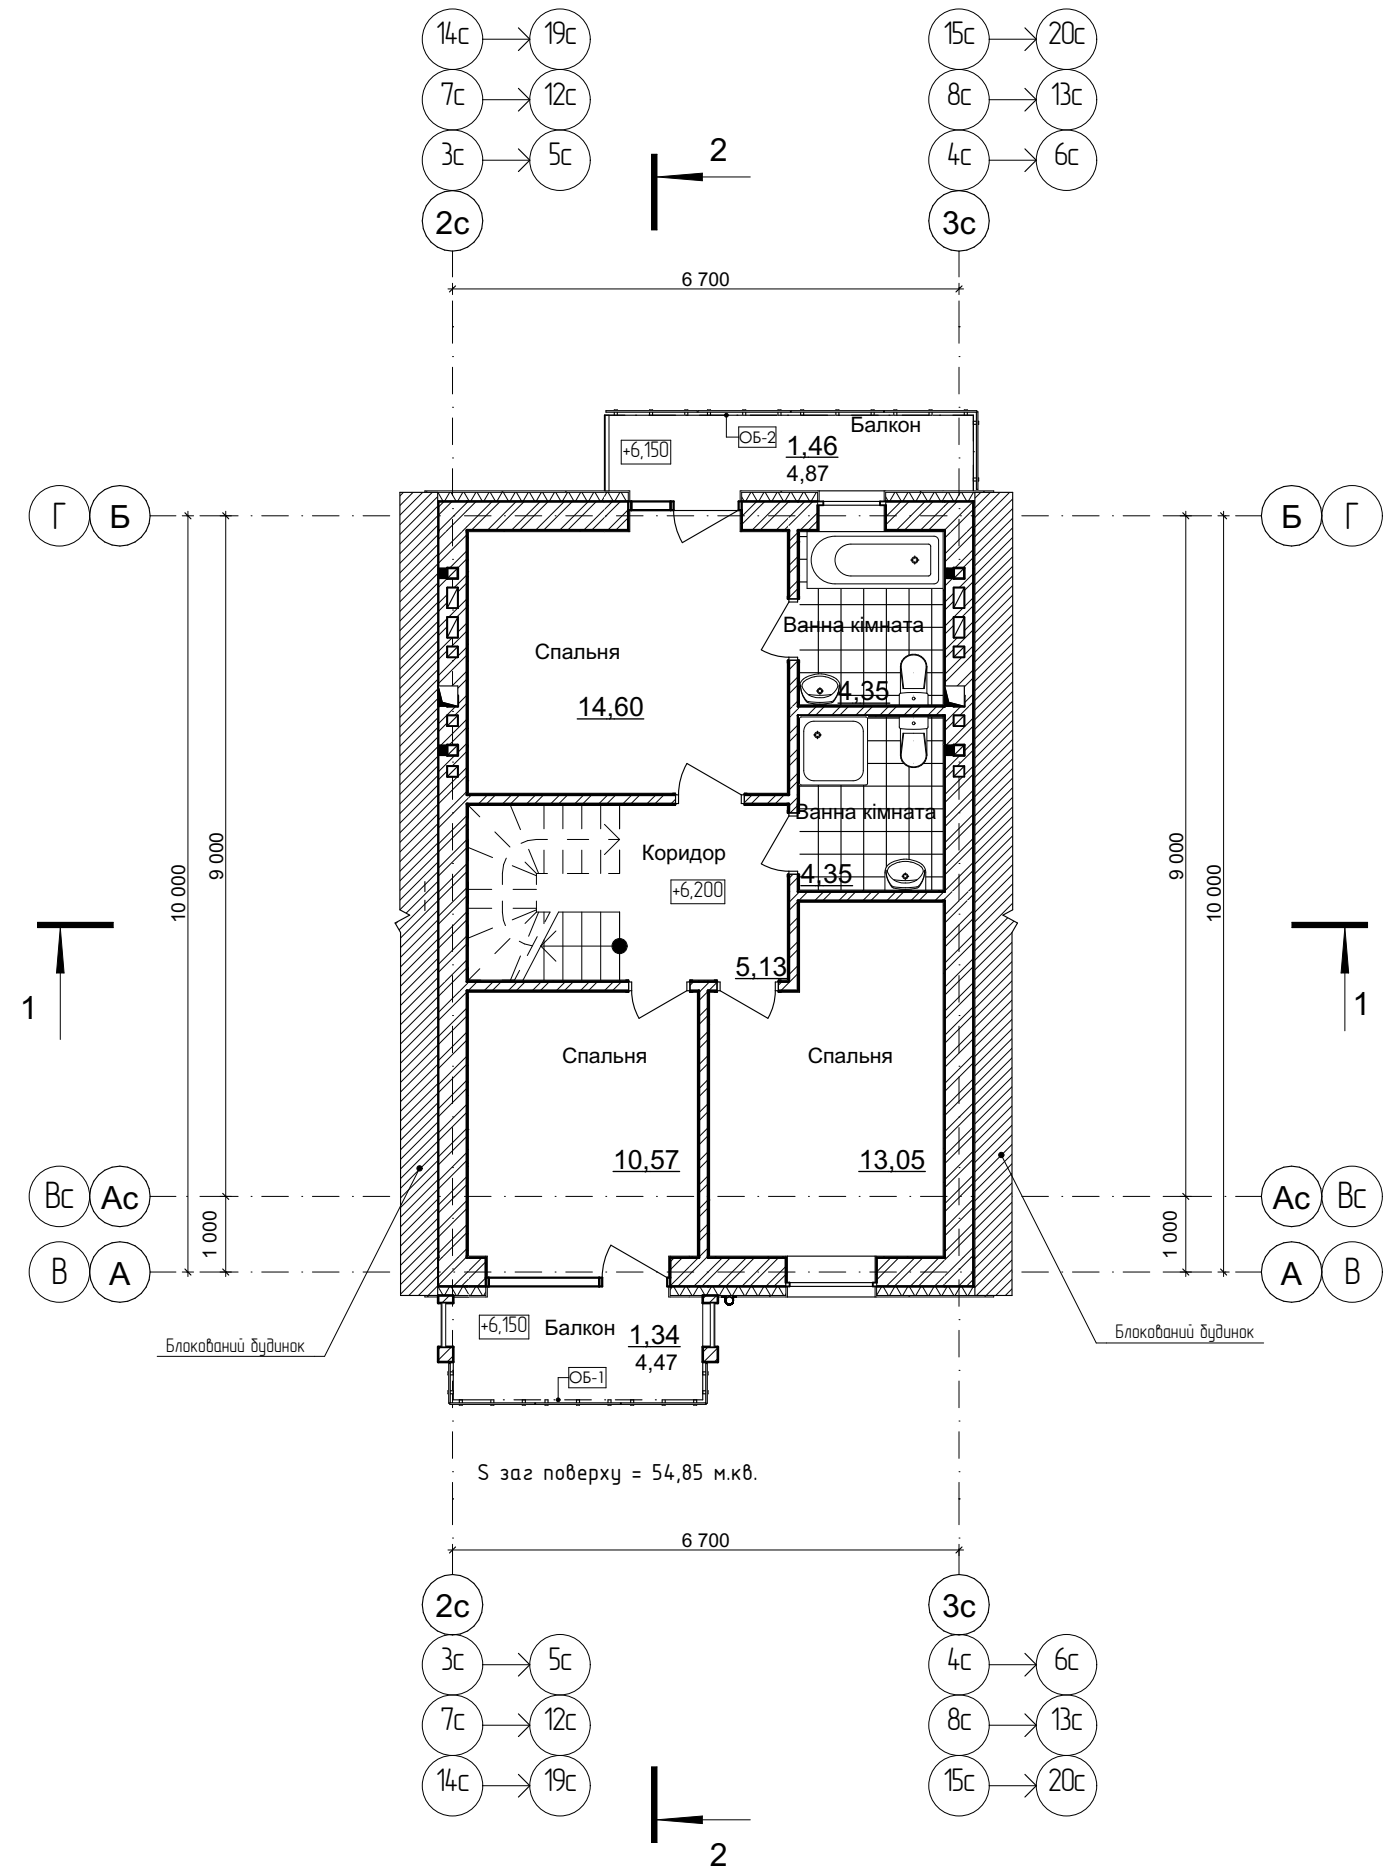 14с 19с 15с 20с
7с 12с 8с 13с
3с 5с 4с 6с
2с 3с
2
6 700
Балкон
ОБ-2
+6,150
1,46
4,87
Г Б
Б Г
Ванна кімната
Спальня
4,35
14,60
Ванна кімната
Коридор
4,35
+6,200
9 000
10 000
9 000
10 000
5,13
1
1
Спальня
Спальня
10,57
13,05
Вс Ас
Ас Вс
1 000
1 000
В А
А В
+6,150
Балкон
1,34
4,47
Блокований будинок
Блокований будинок
ОБ-1
S заг поверху = 54,85 м.кв.
6 700
2с 3с
3с 5с 4с 6с
7с 12с 8с 13с
14с 19с 15с 20с
2